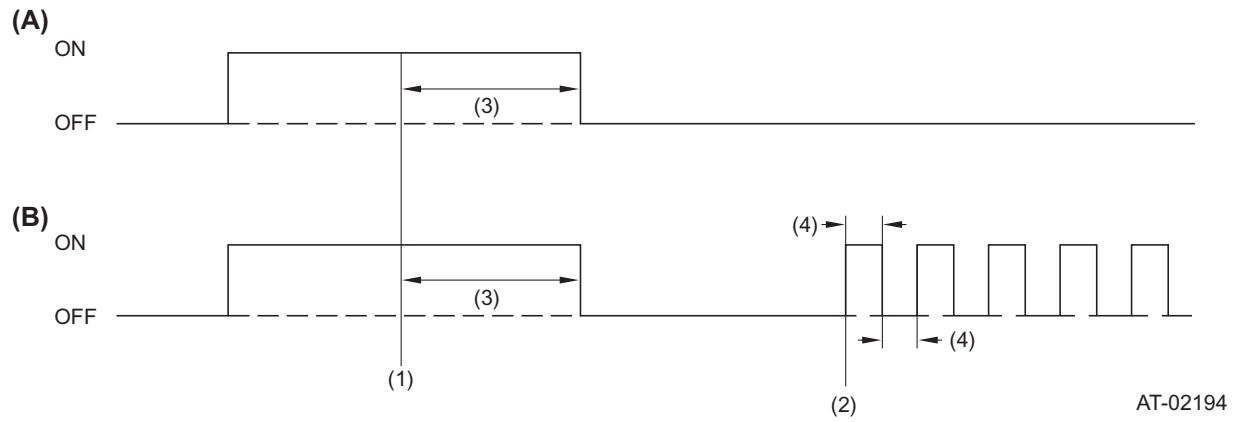 (A)
ON
(3)
OFF
(B)
ON
(4)
(3)
OFF
(4)
(1)
(2)
AT-02194